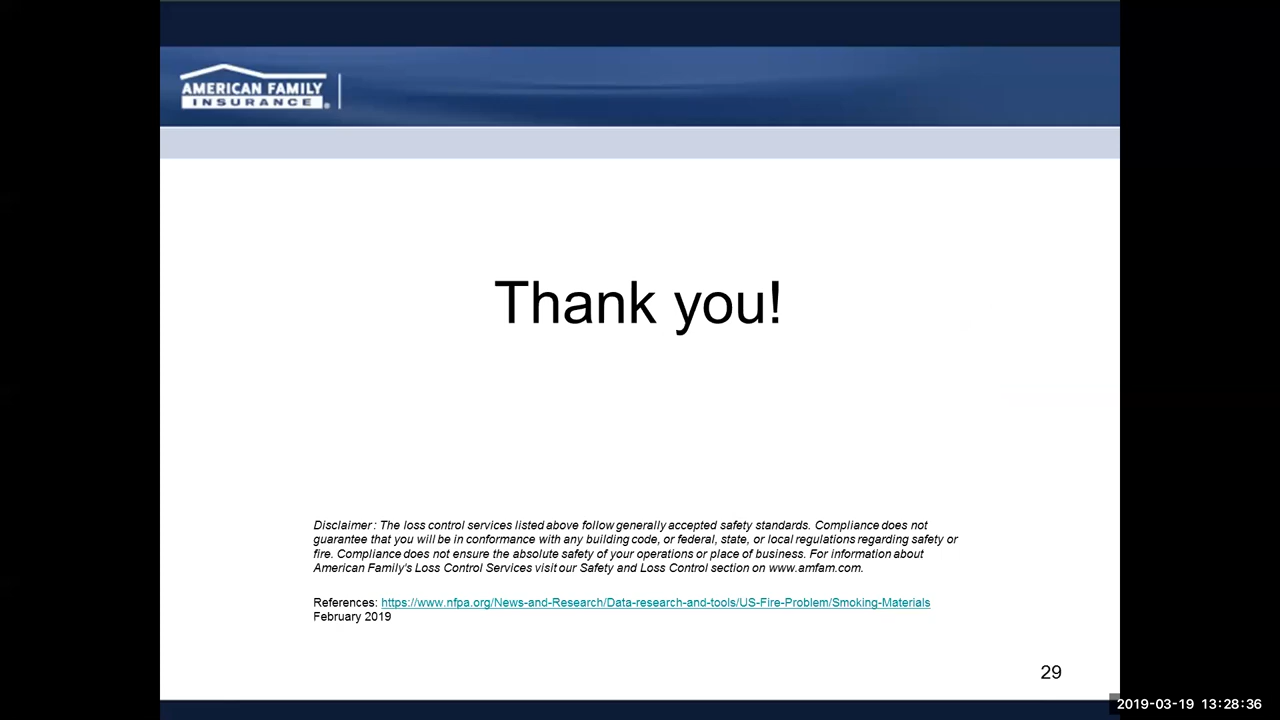 AMERICAN FAMILY
INSURANCE®
Thank you!
Disclaimer: The loss control services listed above follow generally accepted safety standards. Compliance does not
guarantee that you will be in conformance with any building code, or federal, state, or local regulations regarding safety or
fire. Compliance does not ensure the absolute safety of your operations or place of business. For information about
American Family's Loss Control Services visit our Safety and Loss Control section on www.amfam.com.
References: https://www.nfpa.org/News-and-Research/Data-research-and-tools/US-Fire-Problem/Smoking-Materials
February 2019
29
2019-03-19 13:28:36